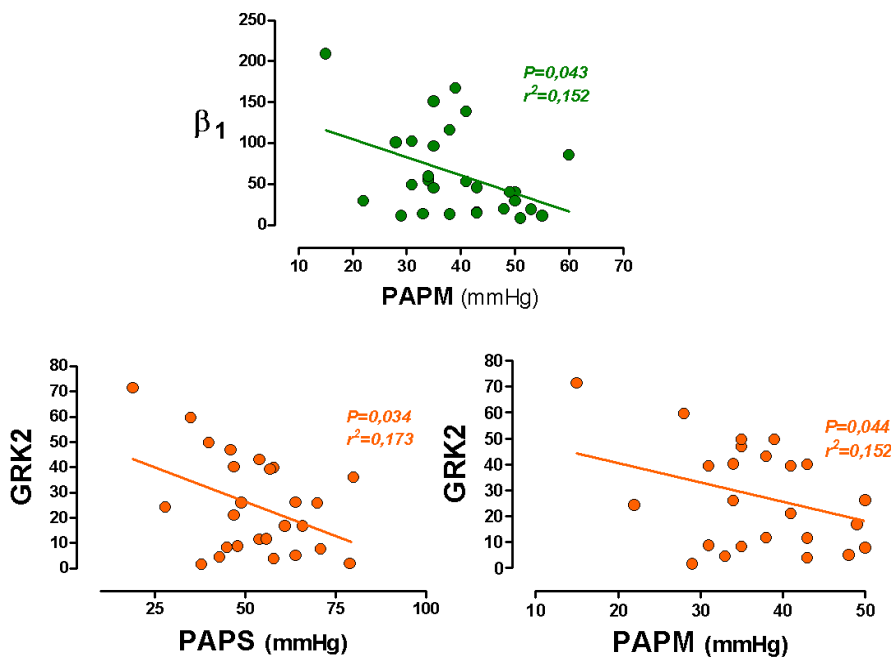 250
200
150
100
50
0
β1
P=0,043
r²=0,152
10 20 30 40 50 60 70
PAPM (mmHg)
80
70
60
50
40
30
20
10
0
GRK2
P=0,034
r²=0,173
25 50 75 100
PAPS (mmHg)
80
70
60
50
40
30
20
10
0
GRK2
P=0,044
r²=0,152
10 20 30 40 50
PAPM (mmHg)